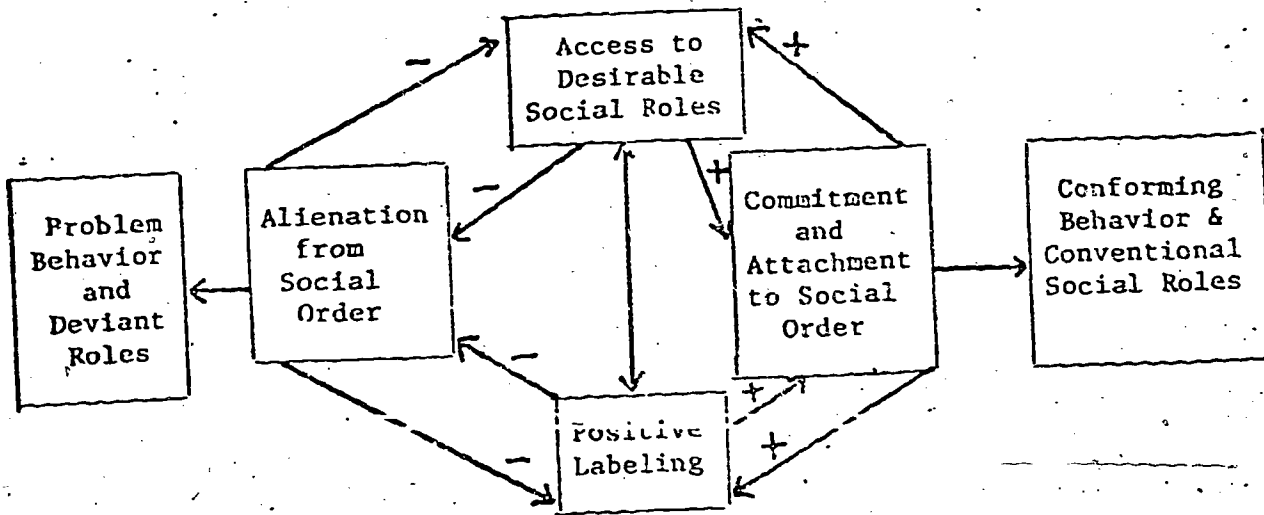 Access to
Desirable
Social Roles
Problem
Behavior
and
Deviant
Roles
Alienation
from
Social
Order
Commitment
and
Attachment
to Social
Order
Conforming
Behavior &
Conventional
Social Roles
Positive
Labeling
-
+
-
+
-
+
-
+